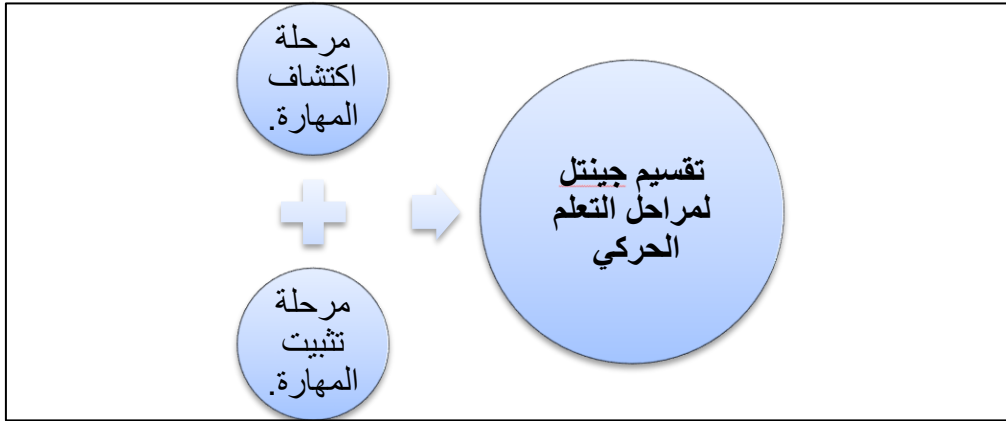 مرحلة
اكتشاف
المهارة.
تقسيم جينتل
لمراحل التعلم
الحركي
مرحلة
تثبيت
المهارة.